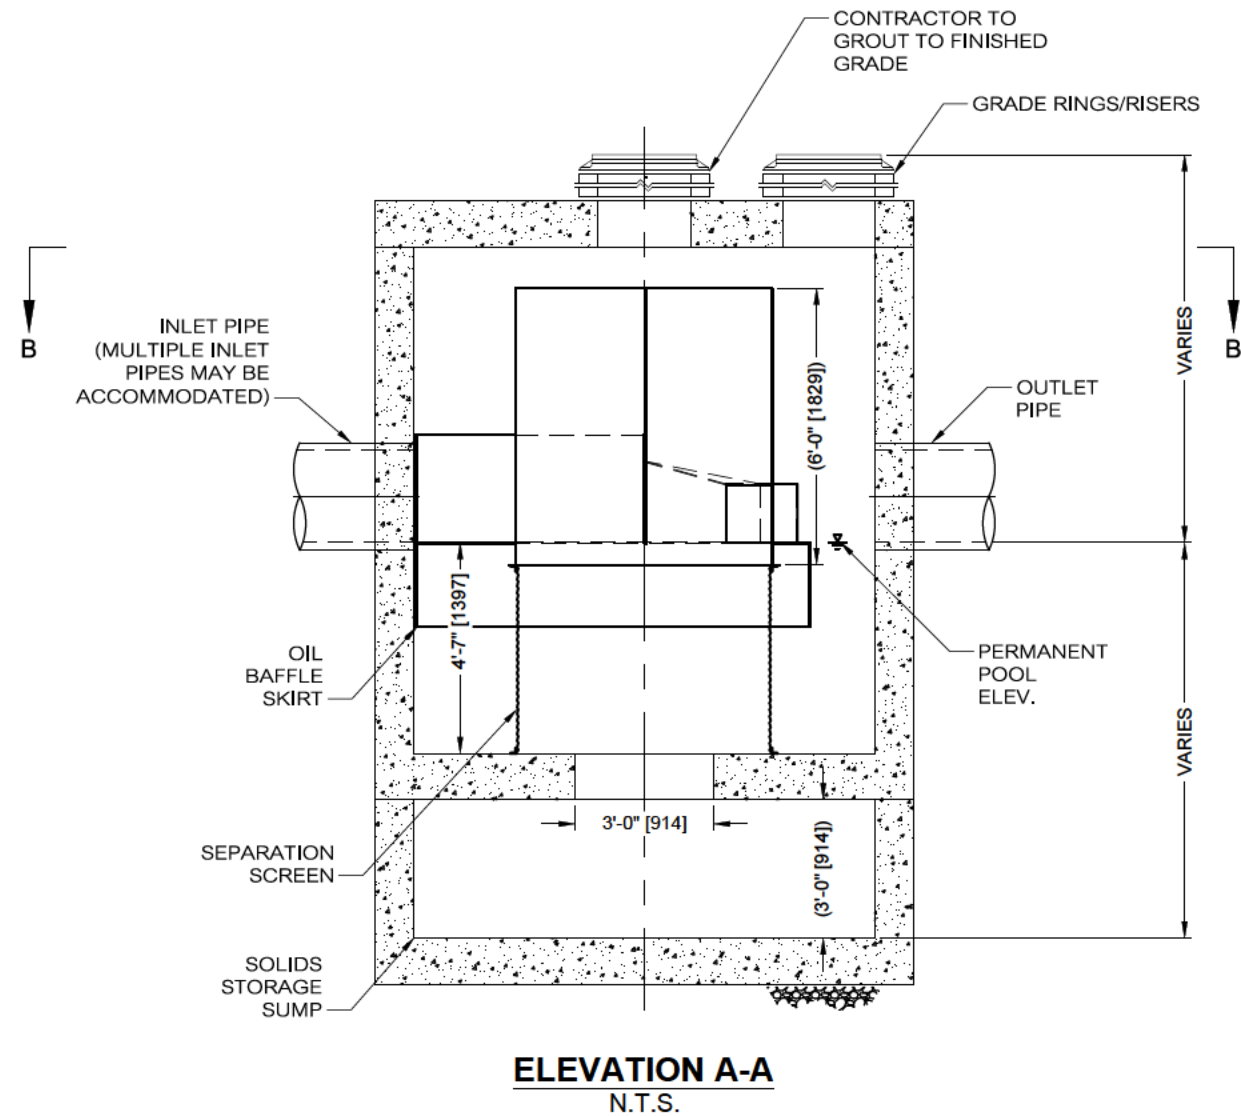 CONTRACTOR TO
GROUT TO FINISHED
GRADE
GRADE RINGS/RISERS
B
B
INLET PIPE
(MULTIPLE INLET
PIPES MAY BE
ACCOMMODATED)
(6'-0" [1829])
VARIES
OUTLET
PIPE
4'-7" [1397]
OIL
BAFFLE
SKIRT
PERMANENT
POOL
ELEV.
VARIES
3'-0" [914]
(3'-0" [914])
SEPARATION
SCREEN
SOLIDS
STORAGE
SUMP
ELEVATION A-A
N.T.S.